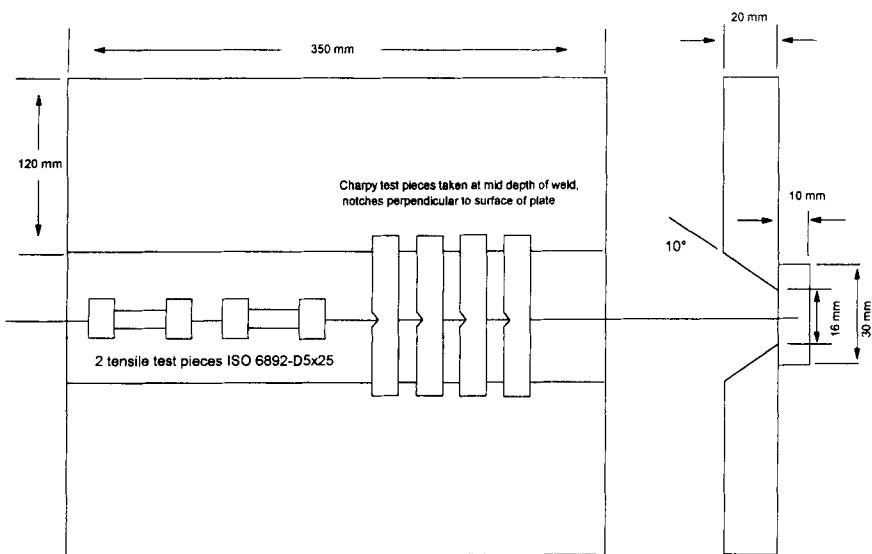 20 mm
350 mm
120 mm
Charpy test pieces taken at mid depth of weld,
notches perpendicular to surface of plate
10 mm
10°
16 mm
30 mm
2 tensile test pieces ISO 6892-D5x25